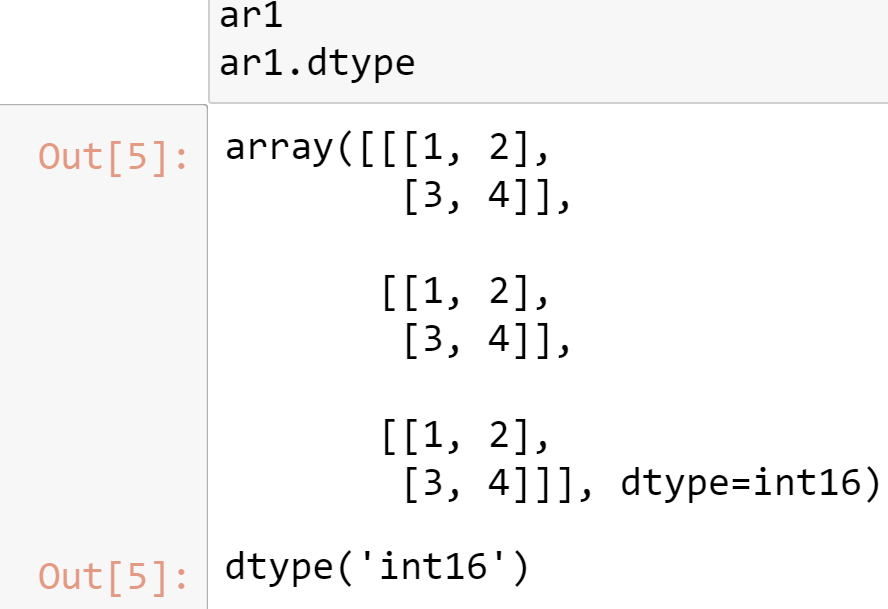 ar1
ar1.dtype
Out[5]: array([[[1, 2],
[3, 4]],
[[1, 2],
[3, 4]],
[[1, 2],
[3, 4]]], dtype=int16)
Out[5]: dtype('int16')